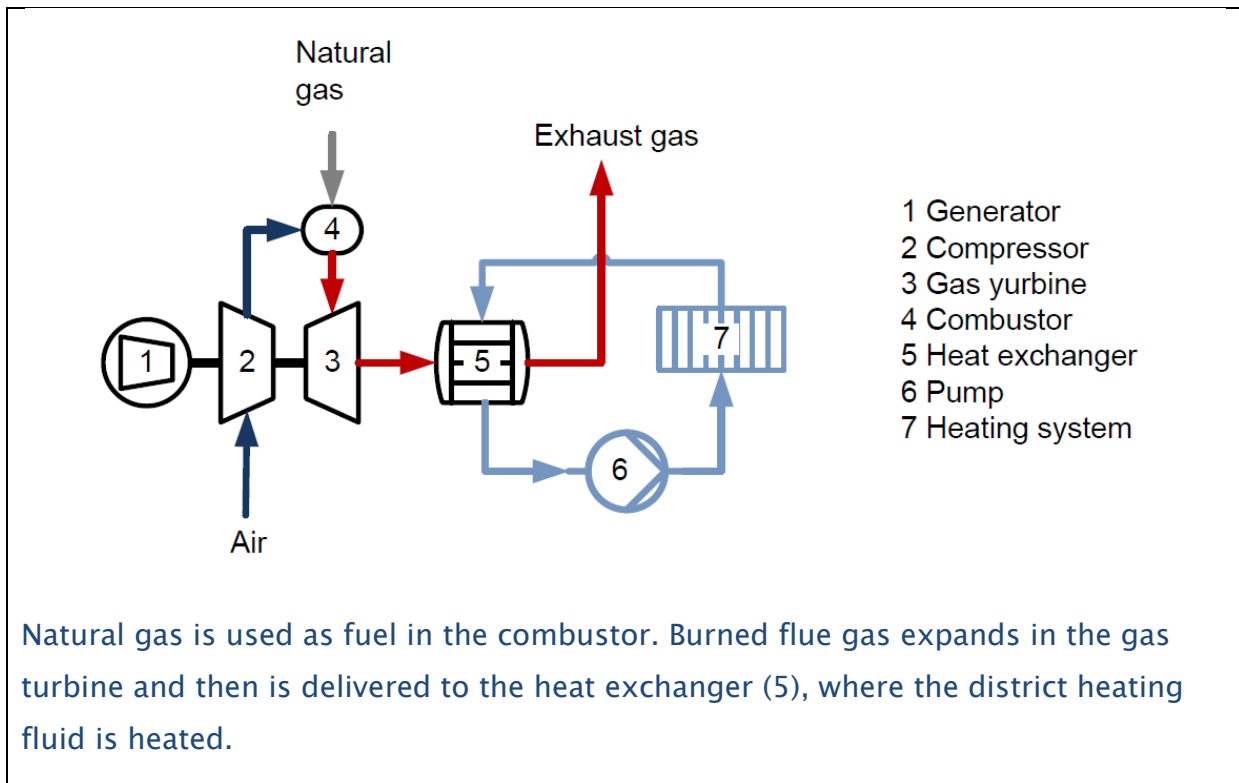 Natural
gas
Exhaust gas
4
1 Generator
2 Compressor
3 Gas yurbine
4 Combustor
5 Heat exchanger
6 Pump
7 Heating system
1
2
3
5
7
6
Air
Natural gas is used as fuel in the combustor. Burned flue gas expands in the gas
turbine and then is delivered to the heat exchanger (5), where the district heating
fluid is heated.